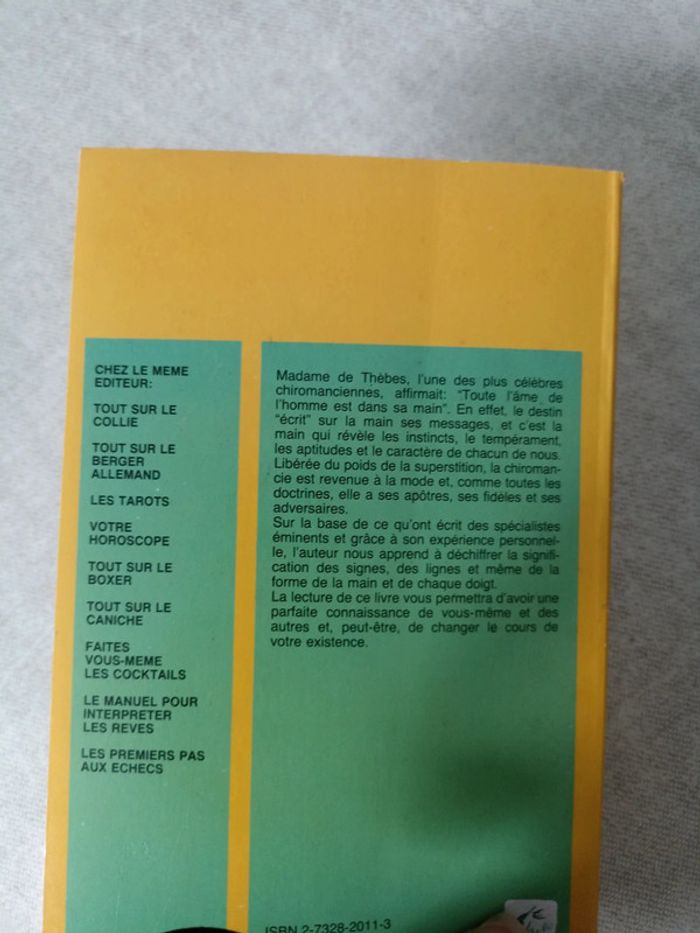 CHEZ LE MEME
EDITEUR:
TOUT SUR LE
COLLIE
TOUT SUR LE
BERGER
ALLEMAND
LES TAROTS
VOTRE
HOROSCOPE
TOUT SUR LE
BOXER
TOUT SUR LE
CANICHE
FAITES
VOUS-MEME
LES COCKTAILS
LE MANUEL POUR
INTERPRETER
LES REVES
LES PREMIERS PAS
AUX ECHECS
Madame de Thèbes, l'une des plus célèbres
chiromanciennes, affirmait: "Toute l'âme de
l'homme est dans sa main". En effet, le destin
"écrit" sur la main ses messages, et c'est la
main qui révèle les instincts, le tempérament,
les aptitudes et le caractère de chacun de nous.
Libérée du poids de la superstition, la chiroman-
cie est revenue à la mode et, comme toutes les
doctrines, elle a ses apôtres, ses fidèles et ses
adversaires.
Sur la base de ce qu'ont écrit des spécialistes
éminents et grâce à son expérience personnel-
le, l'auteur nous apprend à déchiffrer la signifi-
cation des signes, des lignes et même de la
forme de la main et de chaque doigt.
La lecture de ce livre vous permettra d'avoir une
parfaite connaissance de vous-même et des
autres et, peut-être, de changer le cours de
votre existence.
ISBN 2-7328-2011-3